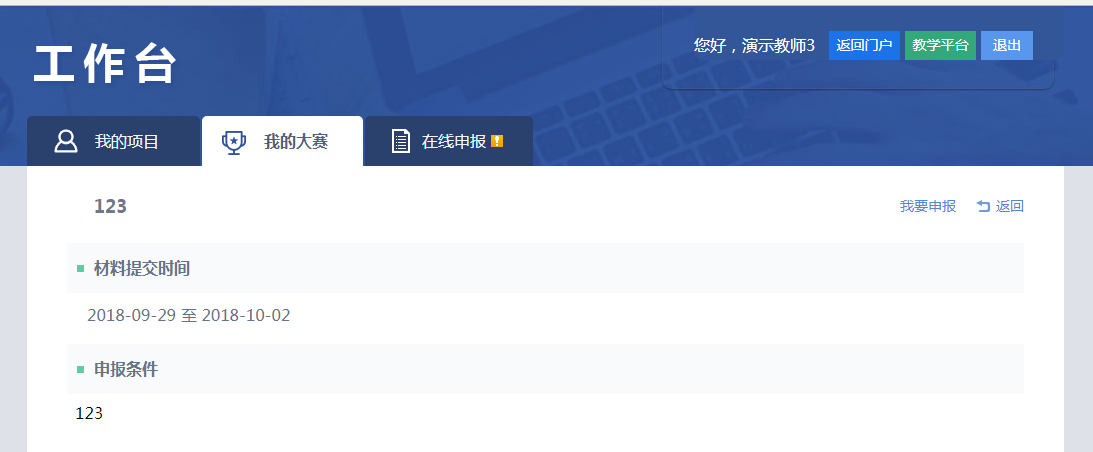 工作台
您好，演示教师3 返回门户 教学平台 退出
我的项目 我的大赛 在线申报
123 我要申报 返回
材料提交时间
2018-09-29 至 2018-10-02
申报条件
123